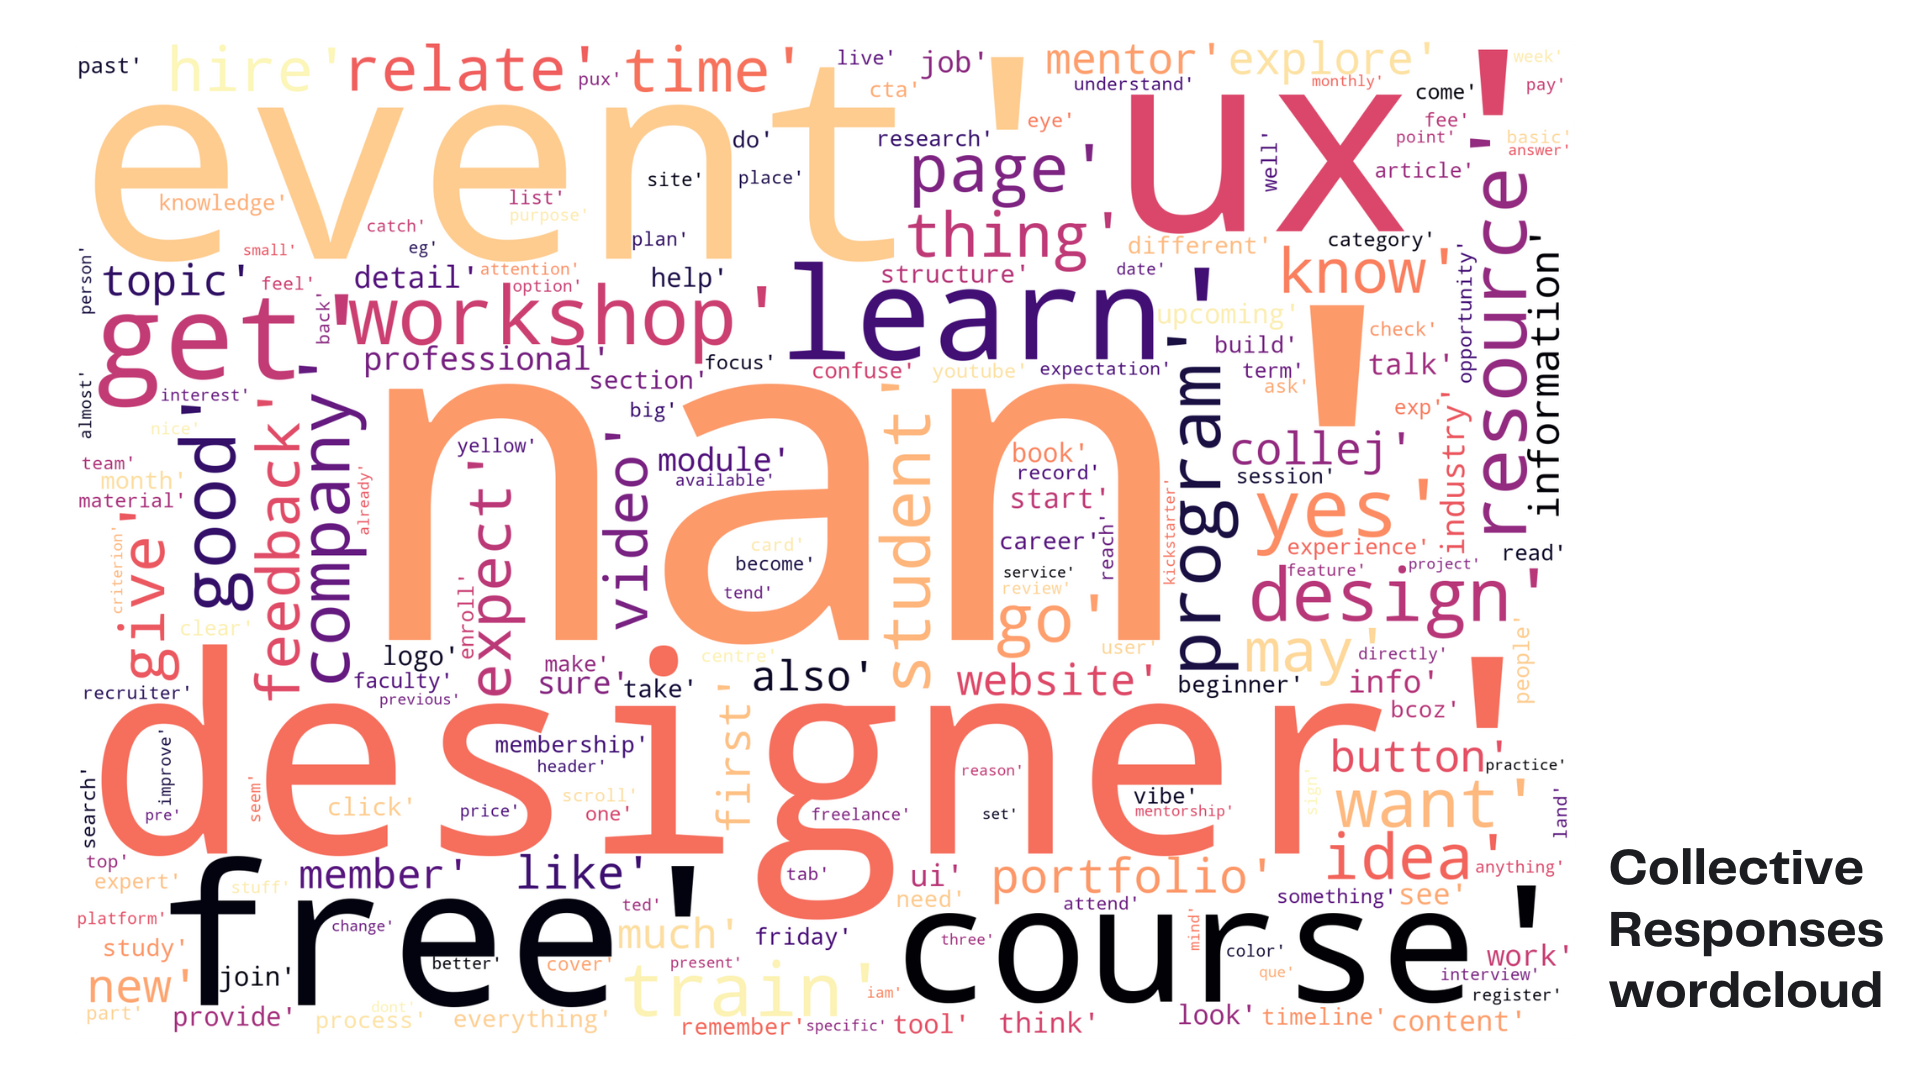 past' hire' relate' pux' time' live' job' mentor' explore' week'
event' cta' understand' monthly' come' pay'
ux' eye' fee'
do' research' well' point' basic'
answer'
knowledge' list' site' place' page' article' resource'
purpose'
catch' thing'
small' eg' plan' different' category'
person' topic' feel' detail' attention' help' structure' date' know' opportunity' information'
option'
get' back' workshop' learn' upcoming' check'
professional' focus' build' talk'
almost' interest' section' confuse' youtube' expectation' term' ask'
nice' good' feedback' company' big' student' program' exp' industry'
nan'
team' yellow' video' module' book' collej'
month' already' expect' available' record' session'
material' start' yes'
criterion' give' card' career' reach' kickstarter' experience' read'
become' service' feature' project'
tend' review' design'
clear' enroll' go'
logo' make' centre' also' user' may' directly' people'
recruiter' faculty' sure' take' website' beginner' info'
previous' bcoz'
designer'
search' improve' membership' first' button'
header' reason' practice'
seem' click' scroll' vibe' sign' want' land'
pre' price' one' freelance' set' mentorship'
top' member' like' tab' ui' portfolio' idea' anything'
expert' stuff' need' attend' something' see'
free' course'
platform' change' ted' much' friday' three' mind' color' work'
study' better' cover' present' que' interview'
new' join' train' iam' register'
part' provide' process' dont' everything' remember' specific' tool' think' look' timeline' content'
Collective
Responses
wordcloud